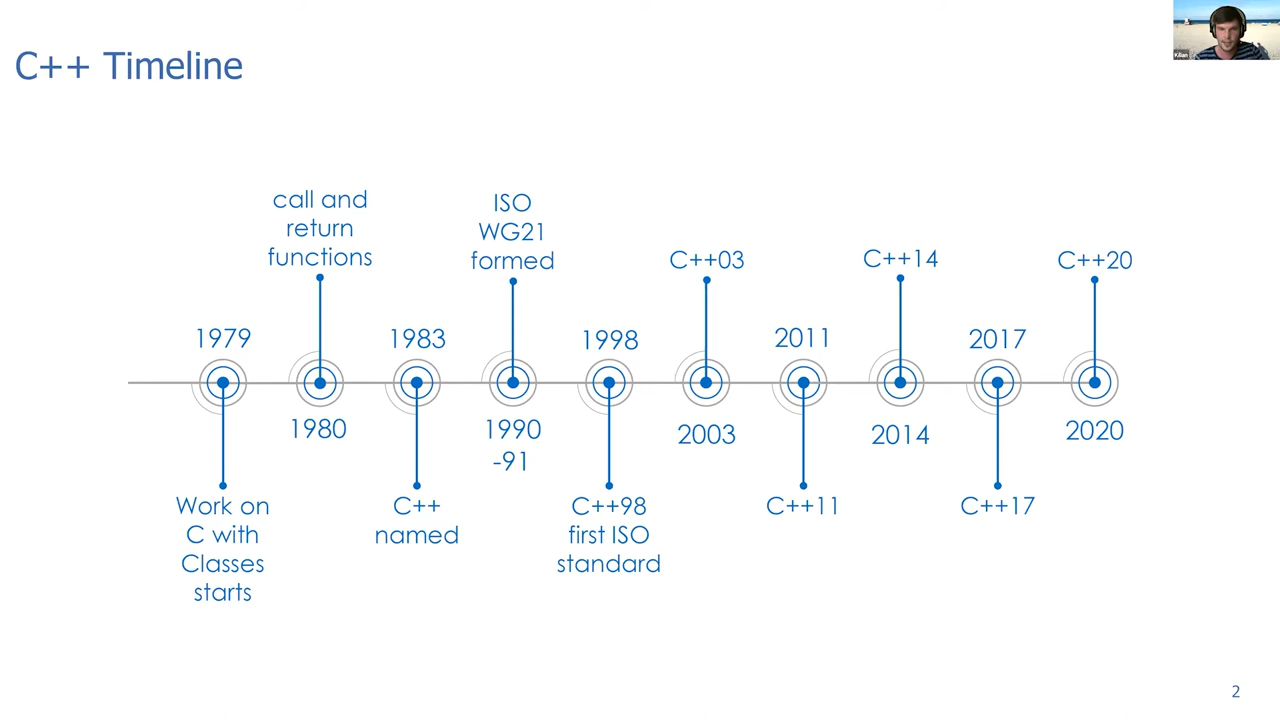 C++ Timeline
Kilian
call and
return
functions
ISO
WG21
formed
C++03
C++14
C++20
1979
1983
1998
2011
2017
1980
1990
-91
2003
2014
2020
Work on
C with
Classes
starts
C++
named
C++98
first ISO
standard
C++11
C++17
2